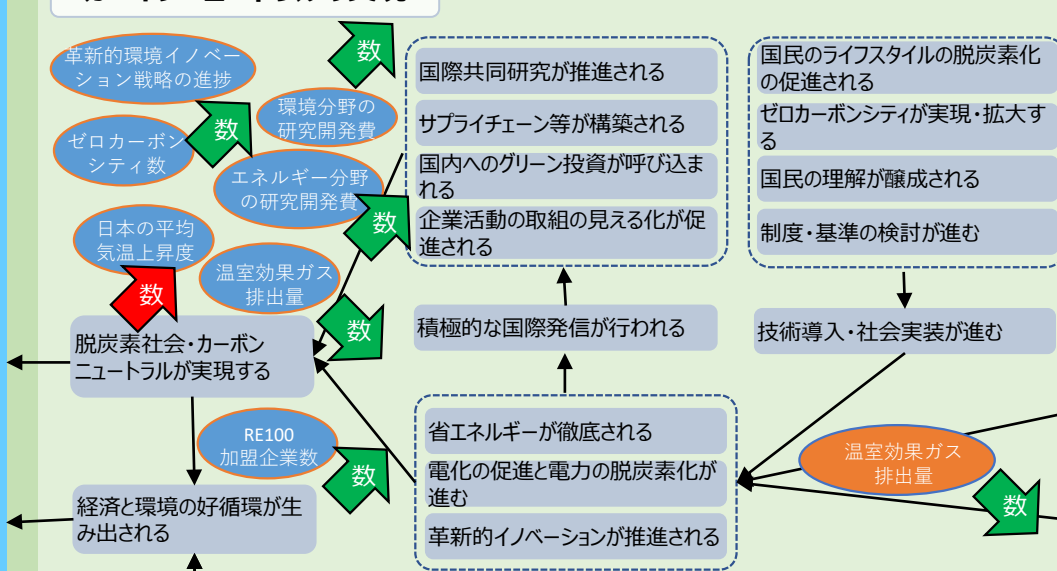 革新的環境イノベー
ション戦略の進捗
数
環境分野の
研究開発費
数
ゼロカーボン
シティ数
エネルギー分野
の研究開発費
数
日本の平均
気温上昇度
数
温室効果ガス
排出量
数
脱炭素社会・カーボン
ニュートラルが実現する
RE100
加盟企業数
数
経済と環境の好循環が生
み出される
国際共同研究が推進される
サプライチェーン等が構築される
国内へのグリーン投資が呼び込ま
れる
企業活動の取組の見える化が促
進される
積極的な国際発信が行われる
省エネルギーが徹底される
電化の促進と電力の脱炭素化が
進む
革新的イノベーションが推進される
国民のライフスタイルの脱炭素化
の促進される
ゼロカーボンシティが実現・拡大す
る
国民の理解が醸成される
制度・基準の検討が進む
技術導入・社会実装が進む
温室効果ガス
排出量
数